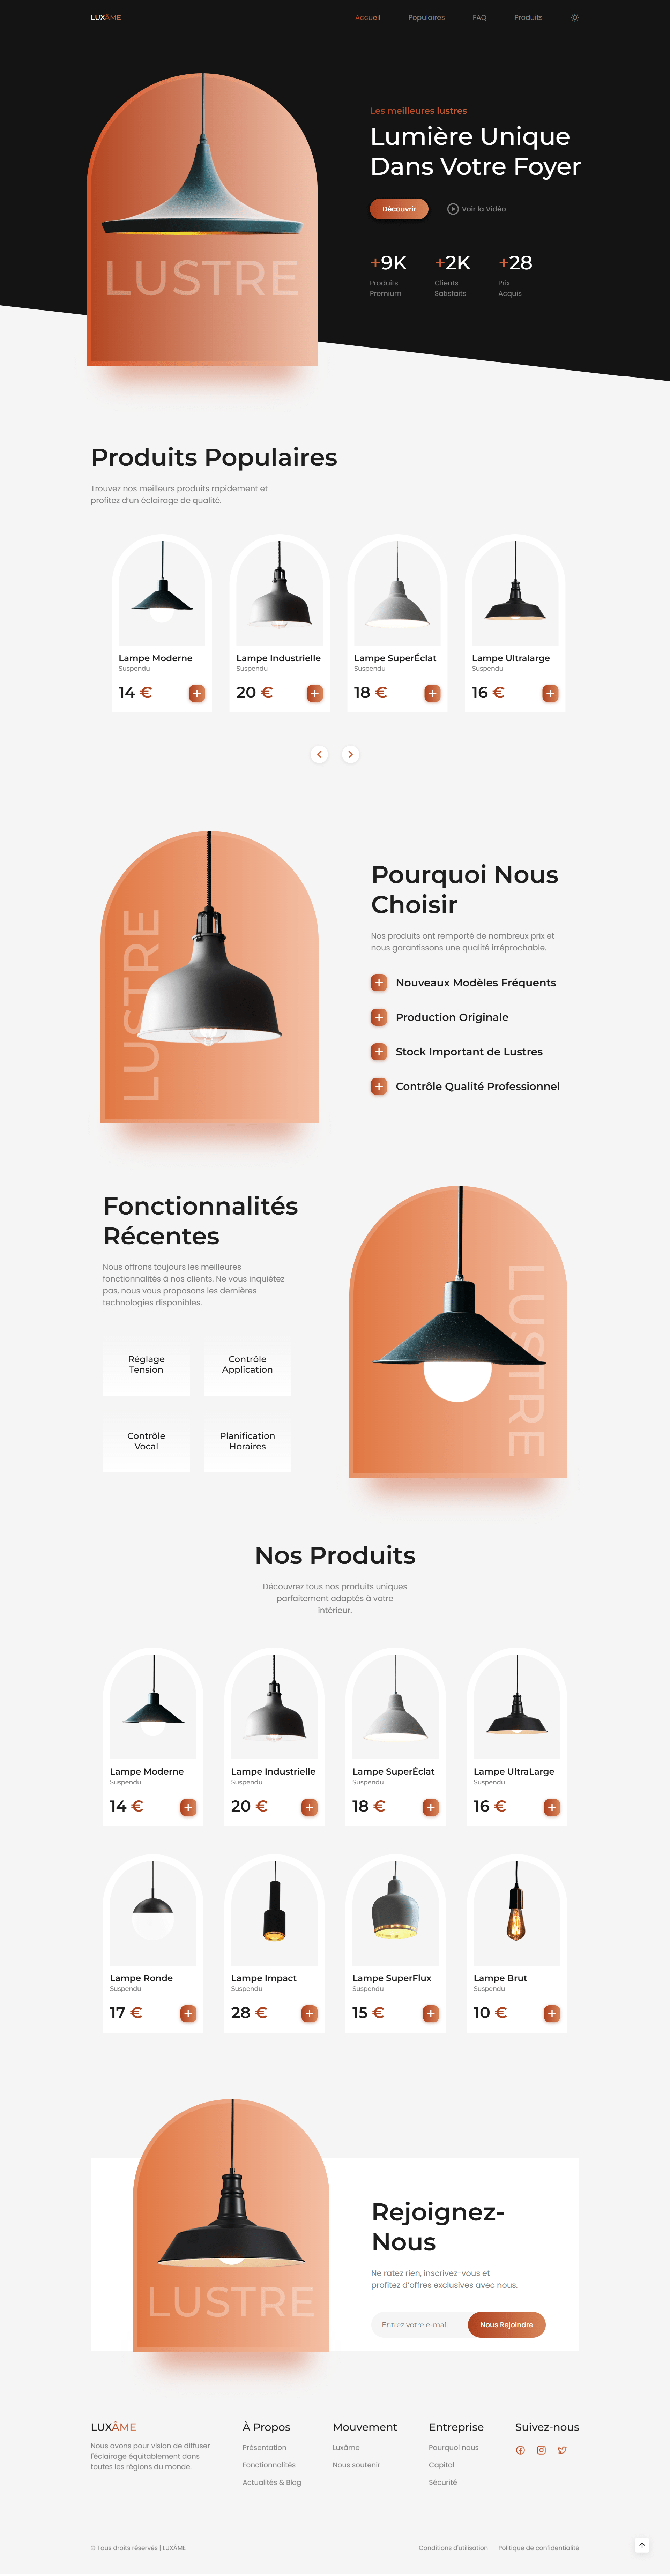 LUXÂME
Accueil
Populaires
FAQ
Produits
Les meilleures lustres
Lumière Unique
Dans Votre Foyer
Découvrir
Voir la Vidéo
+9K
Produits
Premium
+2K
Clients
Satisfaits
+28
Prix
Acquis
LUSTRE
Produits Populaires
Trouvez nos meilleurs produits rapidement et
profitez d'un éclairage de qualité.
Lampe Moderne
Suspendu
14 €
Lampe Industrielle
Suspendu
20 €
Lampe SuperÉclat
Suspendu
18 €
Lampe Ultralarge
Suspendu
16 €
LUSTRE
Pourquoi Nous
Choisir
Nos produits ont remporté de nombreux prix et
nous garantissons une qualité irréprochable.
Nouveaux Modèles Fréquents
Production Originale
Stock Important de Lustres
Contrôle Qualité Professionnel
Fonctionnalités
Récentes
Nous offrons toujours les meilleures
fonctionnalités à nos clients. Ne vous inquiétez
pas, nous vous proposons les dernières
technologies disponibles.
Réglage
Tension
Contrôle
Application
Contrôle
Vocal
Planification
Horaires
LUSTRE
Nos Produits
Découvrez tous nos produits uniques
parfaitement adaptés à votre
intérieur.
Lampe Moderne
Suspendu
14 €
Lampe Industrielle
Suspendu
20 €
Lampe SuperÉclat
Suspendu
18 €
Lampe UltraLarge
Suspendu
16 €
Lampe Ronde
Suspendu
17 €
Lampe Impact
Suspendu
28 €
Lampe SuperFlux
Suspendu
15 €
Lampe Brut
Suspendu
10 €
LUSTRE
Rejoignez-
Nous
Ne ratez rien, inscrivez-vous et
profitez d'offres exclusives avec nous.
Entrez votre e-mail
Nous Rejoindre
LUXÂME
Nous avons pour vision de diffuser
l'éclairage équitablement dans
toutes les régions du monde.
À Propos
Présentation
Fonctionnalités
Actualités & Blog
Mouvement
Luxâme
Nous soutenir
Entreprise
Pourquoi nous
Capital
Sécurité
Suivez-nous
© Tous droits réservés | LUXÂME
Conditions d'utilisation
Politique de confidentialité